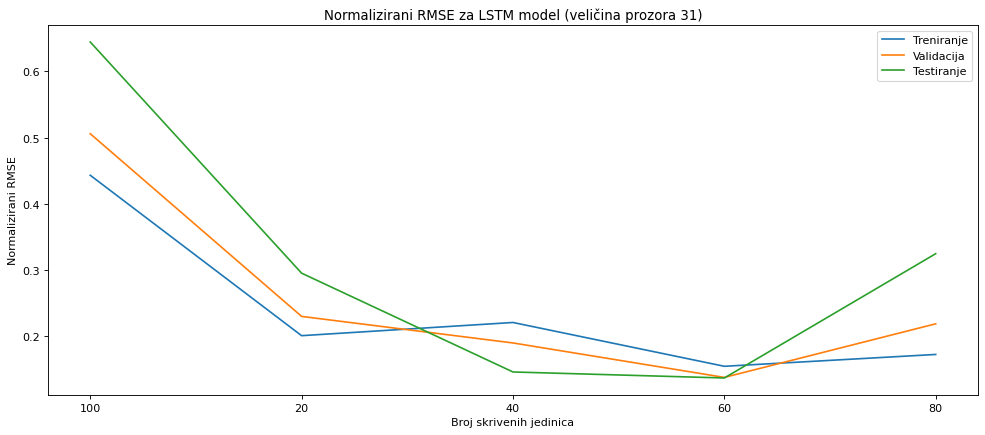 Normalizirani RMSE za LSTM model (veličina prozora 31)
Treniranje
Validacija
Testiranje
Normalizirani RMSE
0.6
0.5
0.4
0.3
0.2
100 20 40 60 80
Broj skrivenih jedinica